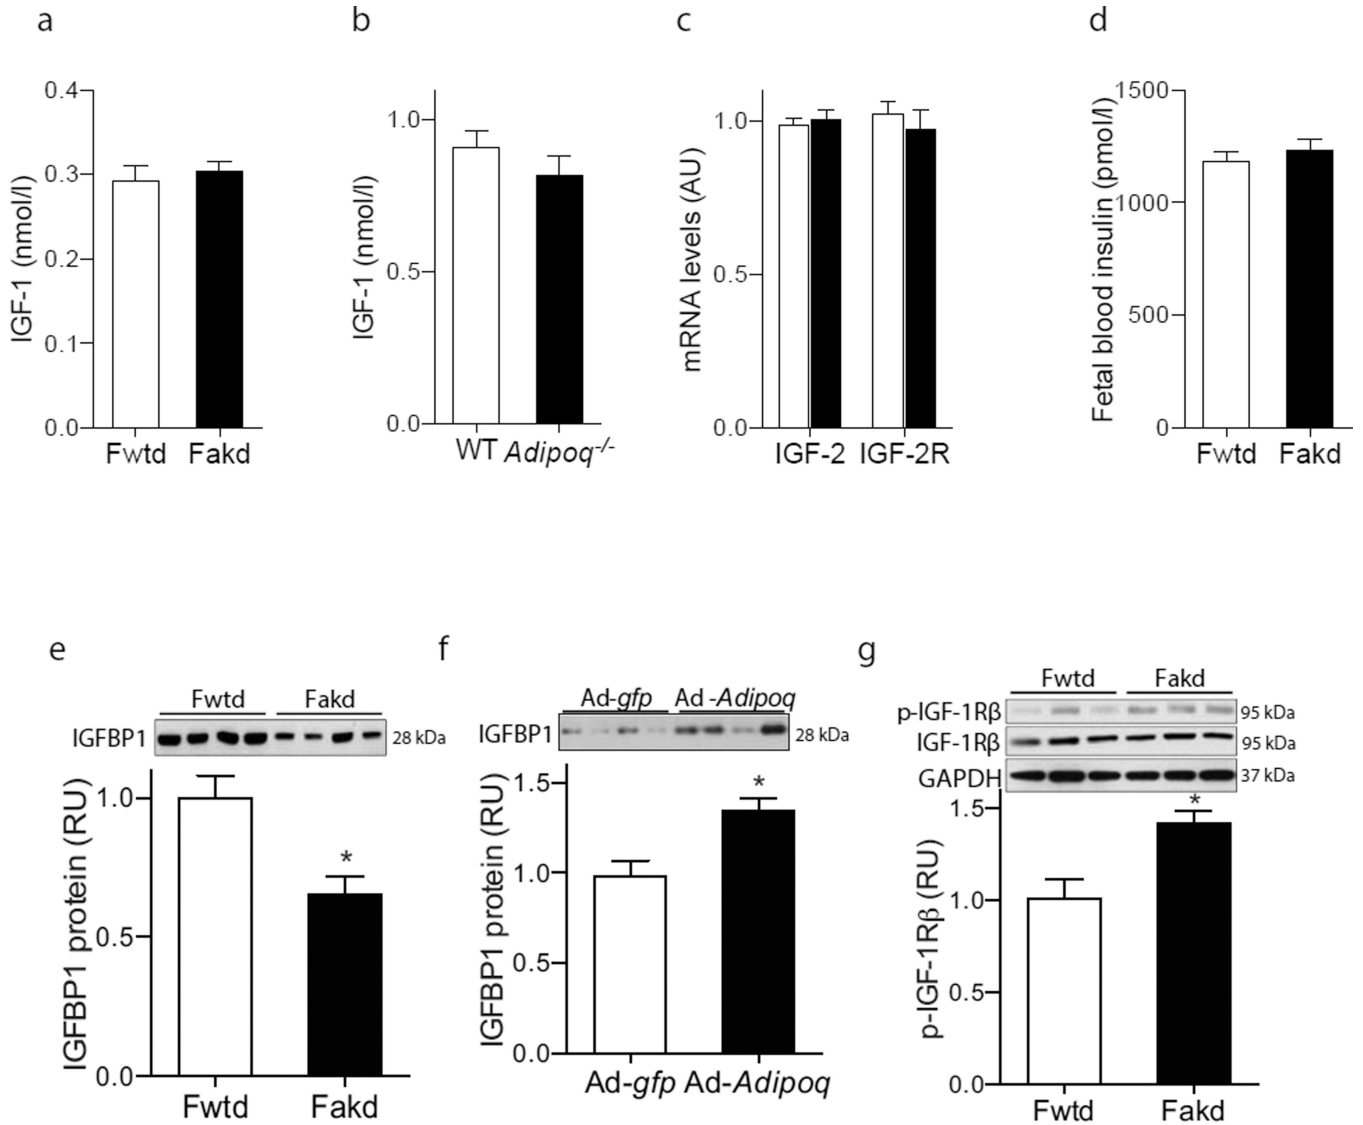 a
IGF-1 (nmol/l)
0.4
0.3
0.2
0.1
0.0
Fwtd Fakd
b
IGF-1 (nmol/l)
1.0
0.5
0.0
WT Adipoq-/-
c
mRNA levels (AU)
1.0
0.5
0.0
IGF-2 IGF-2R
d
Fetal blood insulin (pmol/l)
1500
1000
500
0
Fwtd Fakd
e
Fwtd Fakd
IGFBP1 28 kDa
IGFBP1 protein (RU)
1.0
0.5
0.0
*
Fwtd Fakd
f
Ad-gfp Ad -Adipoq
IGFBP1 28 kDa
IGFBP1 protein (RU)
1.5
1.0
0.5
0.0
*
Ad-gfp Ad-Adipoq
g
Fwtd Fakd
p-IGF-1Rβ 95 kDa
IGF-1Rβ 95 kDa
GAPDH 37 kDa
p-IGF-1Rβ (RU)
1.5
1.0
0.5
0.0
*
Fwtd Fakd